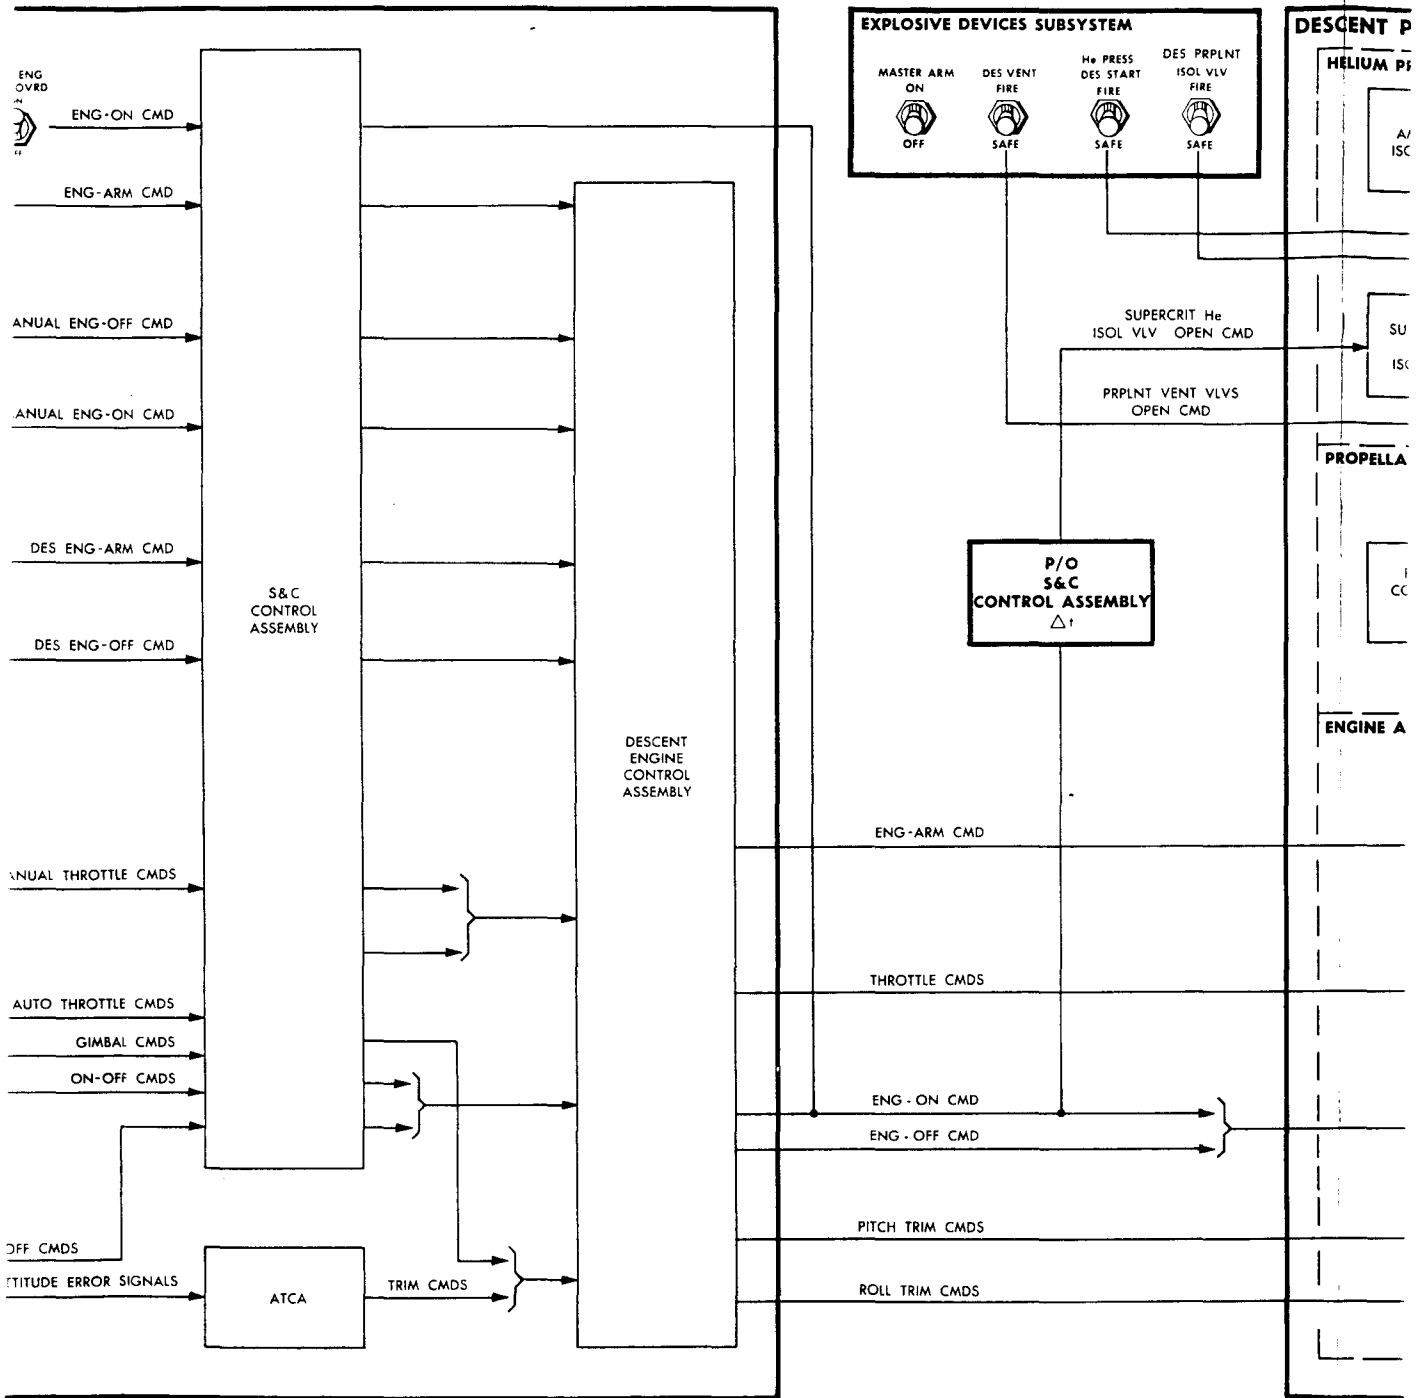 ENG
OVRD
ENG-ON CMD
ENG-ARM CMD
ANUAL ENG-OFF CMD
ANUAL ENG-ON CMD
DES ENG-ARM CMD
DES ENG-OFF CMD
NUAL THROTTLE CMDS
AUTO THROTTLE CMDS
GIMBAL CMDS
ON-OFF CMDS
OFF CMDS
TTITUDE ERROR SIGNALS
S&C
CONTROL
ASSEMBLY
ATCA
TRIM CMDS
DESCENT
ENGINE
CONTROL
ASSEMBLY
EXPLOSIVE DEVICES SUBSYSTEM
MASTER ARM
ON
OFF
DES VENT
FIRE
SAFE
He PRESS
DES START
FIRE
SAFE
DES PRPLNT
ISOL VLV
FIRE
SAFE
SUPERCRIT He
ISOL VLV OPEN CMD
PRPLNT VENT VLVS
OPEN CMD
P/O
S&C
CONTROL ASSEMBLY
△t
ENG-ARM CMD
THROTTLE CMDS
ENG-ON CMD
ENG-OFF CMD
PITCH TRIM CMDS
ROLL TRIM CMDS
DESCENT P
HELIUM PR
ISO
SU
ISO
PROPELLA
CO
ENGINE A